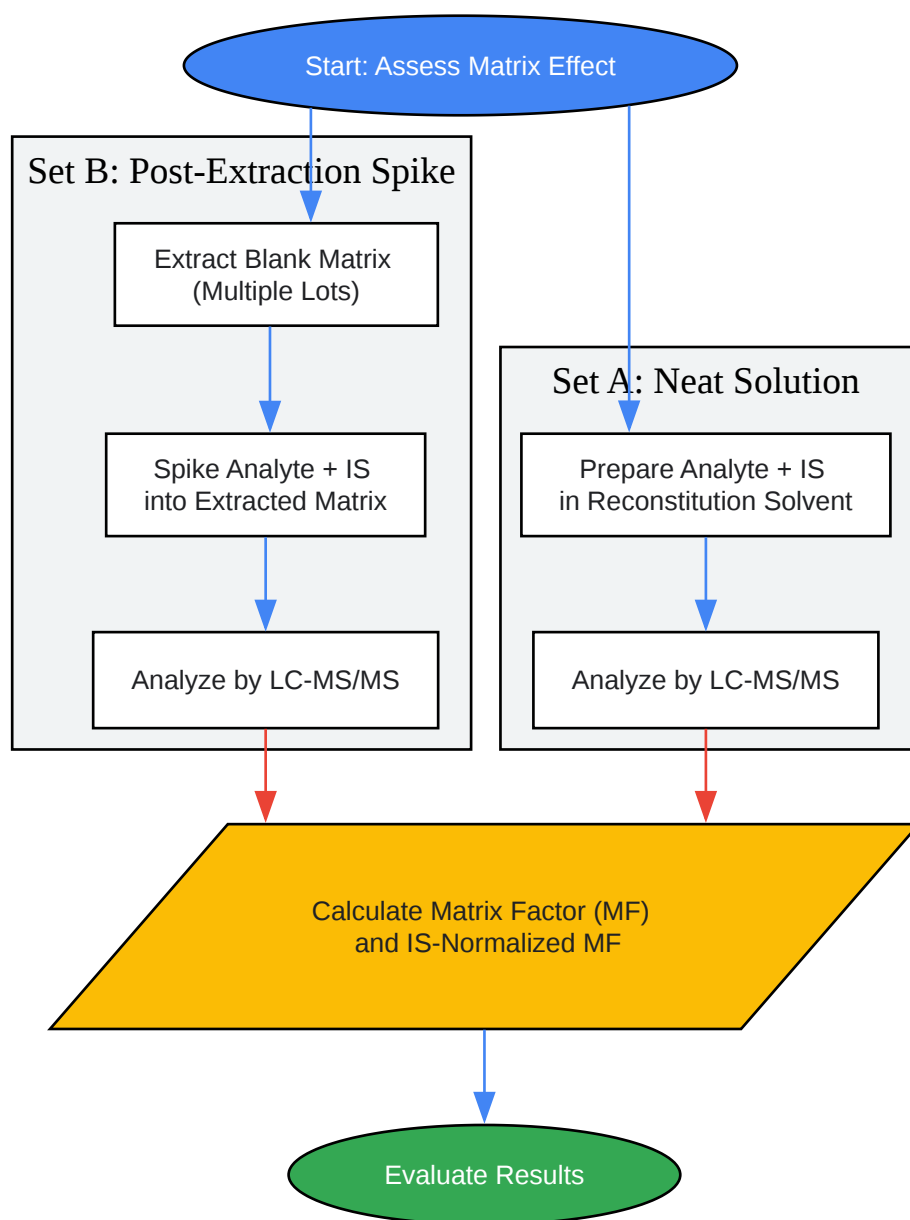 Start: Assess Matrix Effect
Set B: Post-Extraction Spike
Extract Blank Matrix
(Multiple Lots)
Spike Analyte + IS
into Extracted Matrix
Analyze by LC-MS/MS
Set A: Neat Solution
Prepare Analyte + IS
in Reconstitution Solvent
Analyze by LC-MS/MS
Calculate Matrix Factor (MF)
and IS-Normalized MF
Evaluate Results